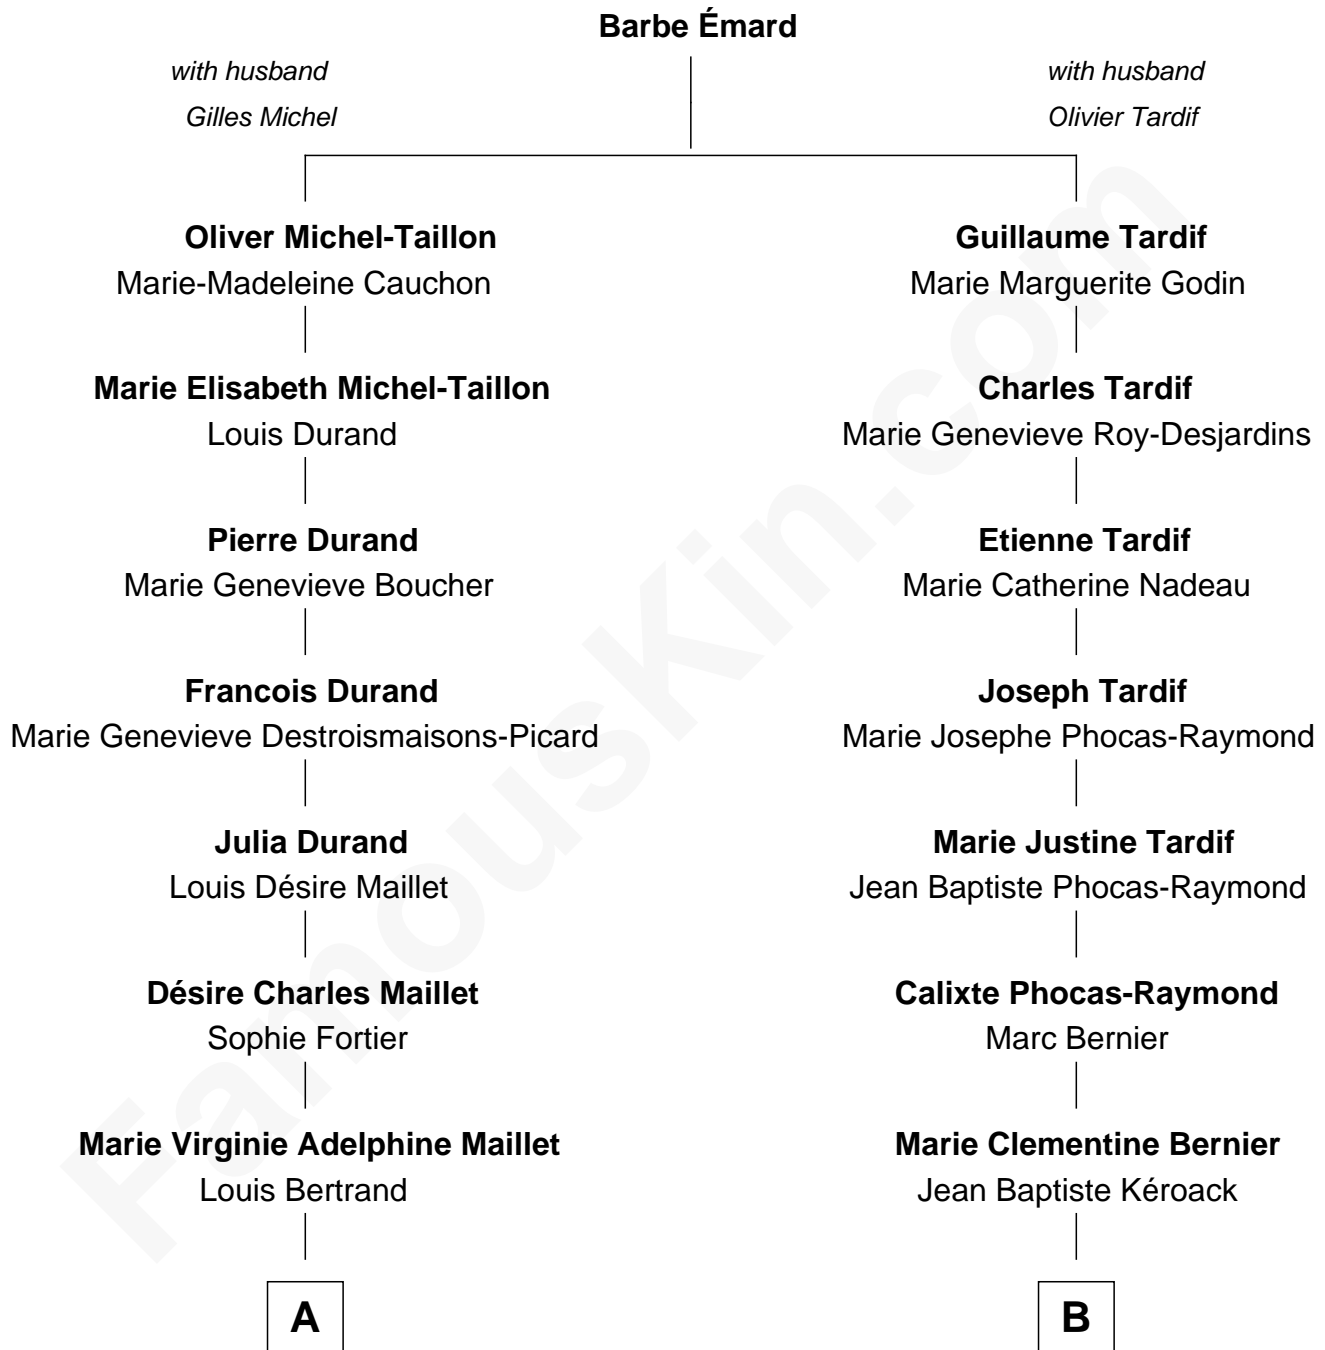 Barbe Émard
with husband
Gilles Michel
with husband
Olivier Tardif
Oliver Michel-Taillon
Marie-Madeleine Cauchon
Guillaume Tardif
Marie Marguerite Godin
Marie Elisabeth Michel-Taillon
Louis Durand
Charles Tardif
Marie Genevieve Roy-Desjardins
Pierre Durand
Marie Genevieve Boucher
Etienne Tardif
Marie Catherine Nadeau
Francois Durand
Marie Genevieve Destroismaisons-Picard
Joseph Tardif
Marie Josephe Phocas-Raymond
Julia Durand
Louis Désire Maillet
Marie Justine Tardif
Jean Baptiste Phocas-Raymond
Désire Charles Maillet
Sophie Fortier
Calixte Phocas-Raymond
Marc Bernier
Marie Virginie Adelphine Maillet
Louis Bertrand
Marie Clementine Bernier
Jean Baptiste Kéroack
A
B
FamousKin.com